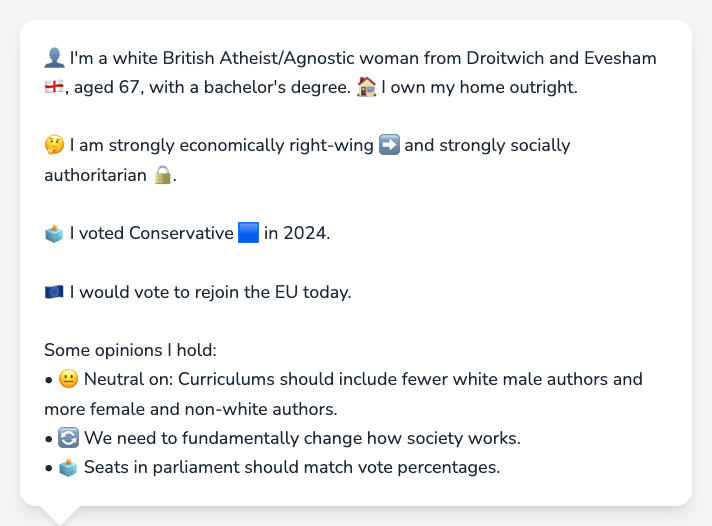 👤 I'm a white British Atheist/Agnostic woman from Droitwich and Evesham
🏴󠁧󠁢󠁥󠁮󠁧󠁿, aged 67, with a bachelor's degree. 🏠 I own my home outright.
🤔 I am strongly economically right-wing ➡️ and strongly socially
authoritarian 🔒.
🗳️ I voted Conservative 🟦 in 2024.
🇪🇺 I would vote to rejoin the EU today.
Some opinions I hold:
• 😐 Neutral on: Curriculums should include fewer white male authors and
more female and non-white authors.
• 🔄 We need to fundamentally change how society works.
• 🗳️ Seats in parliament should match vote percentages.